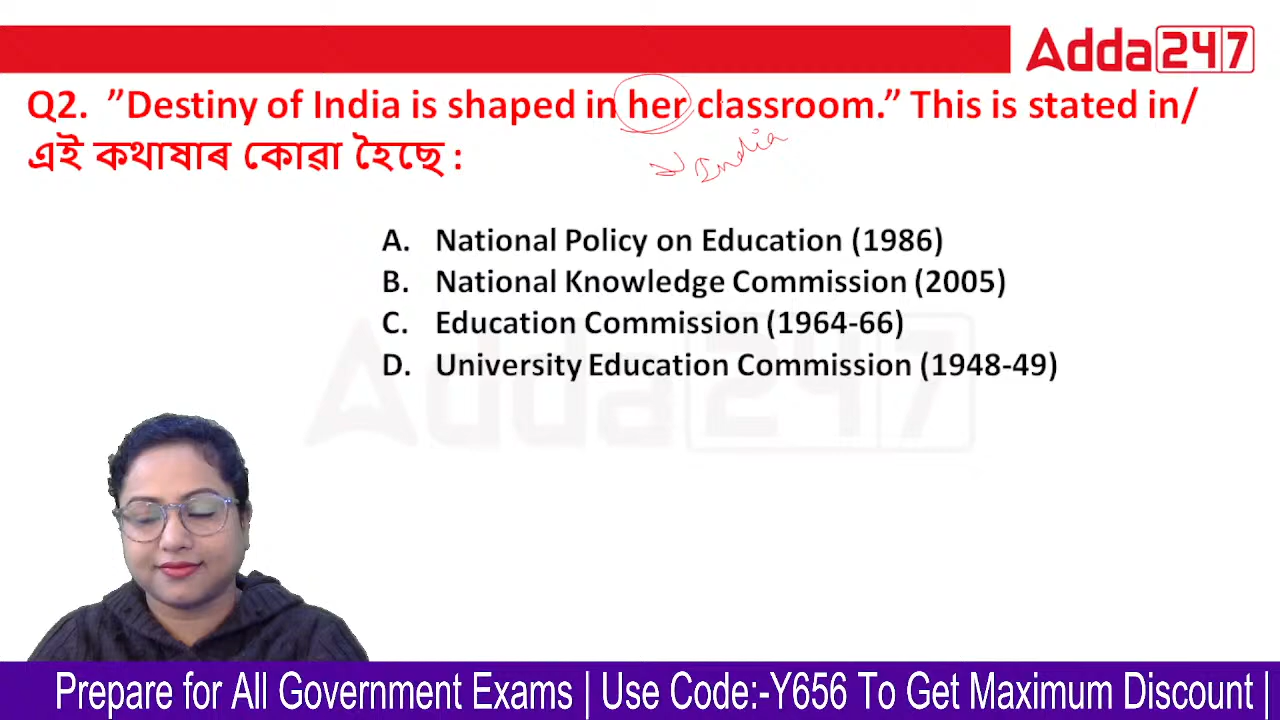 Adda247
Q2. ”Destiny of India is shaped in her classroom.” This is stated in/
এই কথাষাৰ কোৱা হৈছে :
India
A. National Policy on Education (1986)
B. National Knowledge Commission (2005)
C. Education Commission (1964-66)
D. University Education Commission (1948-49)
Adda247
Prepare for All Government Exams | Use Code:-Y656 To Get Maximum Discount |